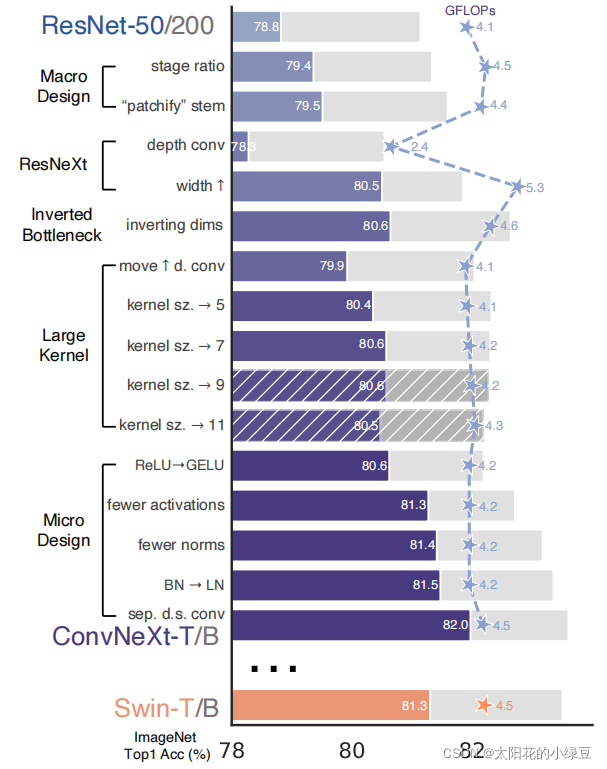 GFLOPs
ResNet-50/200 78.8 4.1
Macro Design
stage ratio 79.4 4.5
“patchify” stem 79.5 4.4
ResNeXt
depth conv 78.3 2.4
width ↑ 80.5 5.3
Inverted Bottleneck
inverting dims 80.6 4.6
Large Kernel
move ↑ d. conv 79.9 4.1
kernel sz. → 5 80.4 4.1
kernel sz. → 7 80.6 4.2
kernel sz. → 9 80.6 4.2
kernel sz. → 11 80.5 4.3
Micro Design
ReLU→GELU 80.6 4.2
fewer activations 81.3 4.2
fewer norms 81.4 4.2
BN → LN 81.5 4.2
sep. d.s. conv
ConvNeXt-T/B 82.0 4.5
...
Swin-T/B 81.3 4.5
ImageNet
Top1 Acc (%) 78 80 82
CSDN @太阳花的小绿豆